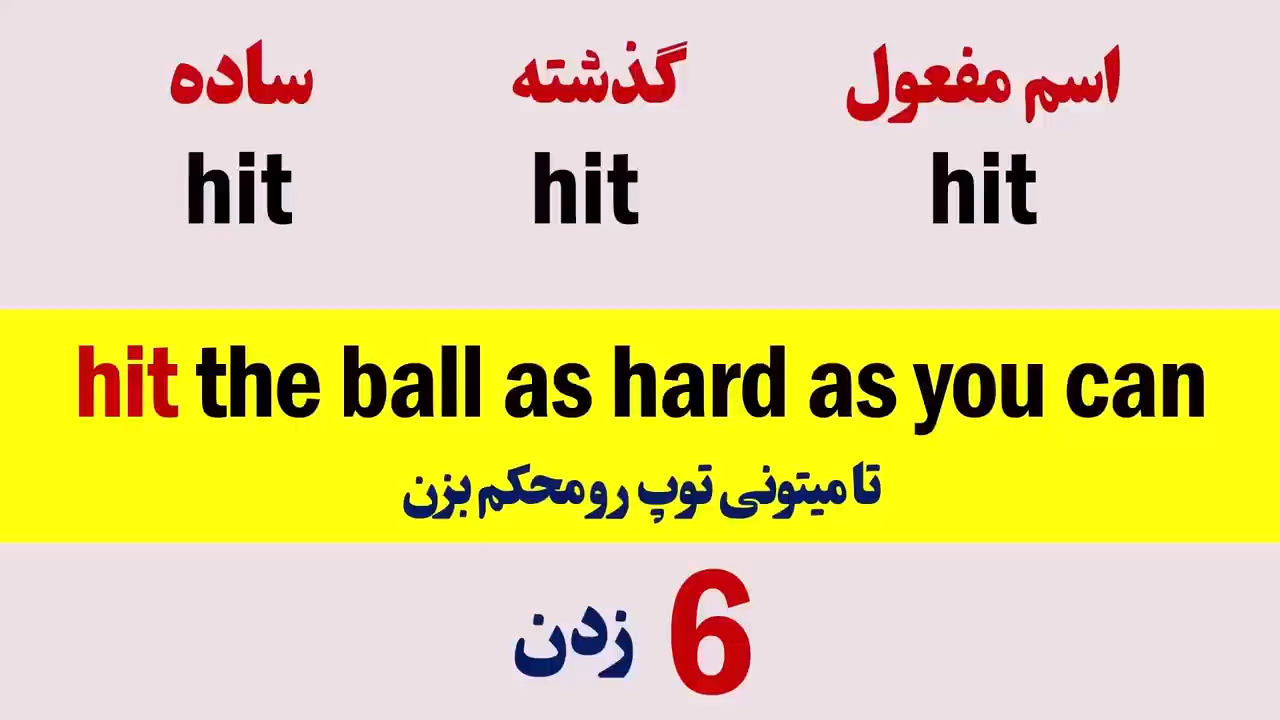 ساده گذشته اسم مفعول
hit hit hit
hit the ball as hard as you can
تا میتونی توپ رو محکم بزن
6 زدن